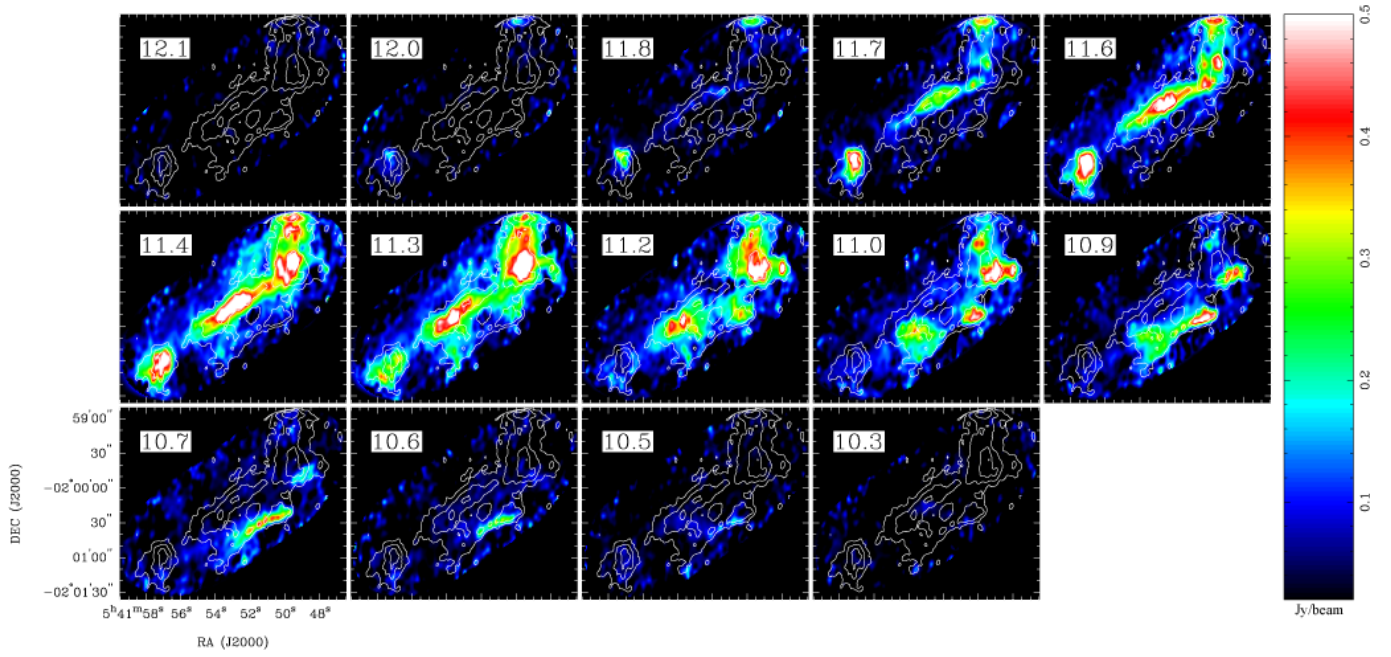 12.1 12.0 11.8 11.7 11.6
11.4 11.3 11.2 11.0 10.9
10.7 10.6 10.5 10.3
0.5
0.4
0.3
0.2
0.1
Jy/beam
59'00"
30"
-02°00'00"
30"
01'00"
-02°01'30"
DEC (J2000)
5ʰ41ᵐ58ˢ 56ˢ 54ˢ 52ˢ 50ˢ 48ˢ
RA (J2000)